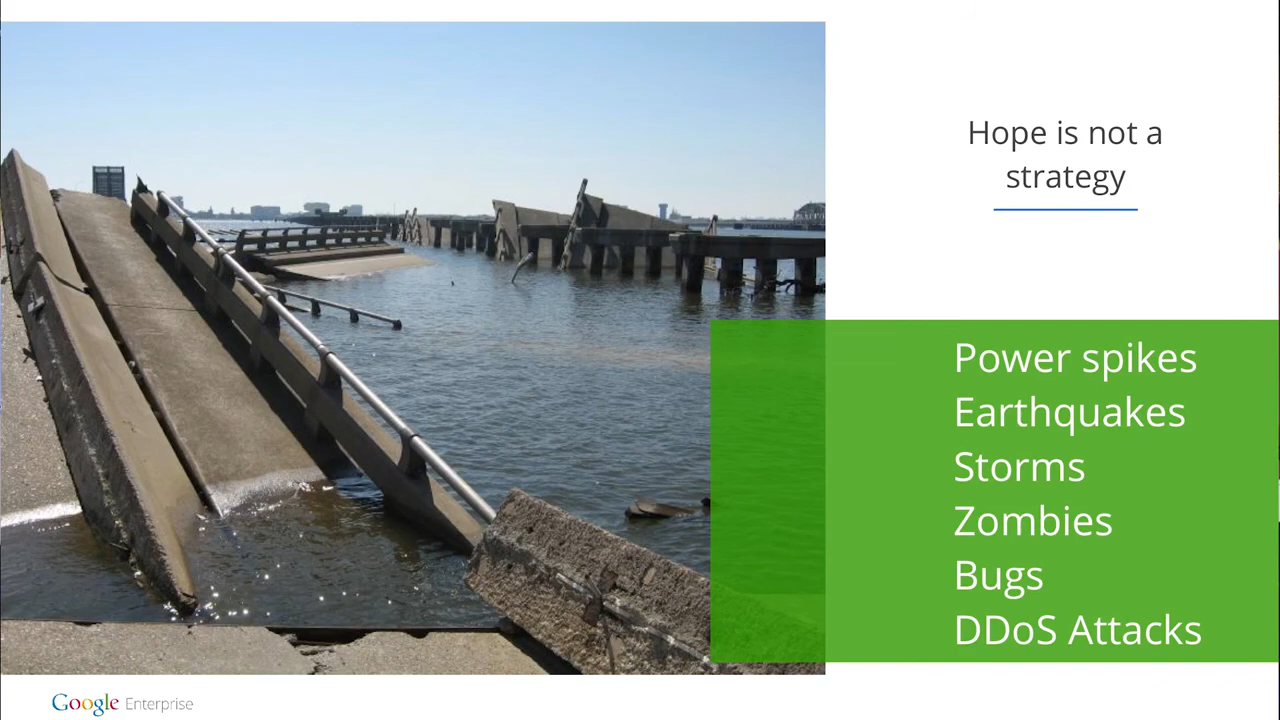 Hope is not a
strategy
Power spikes
Earthquakes
Storms
Zombies
Bugs
DDoS Attacks
Google Enterprise